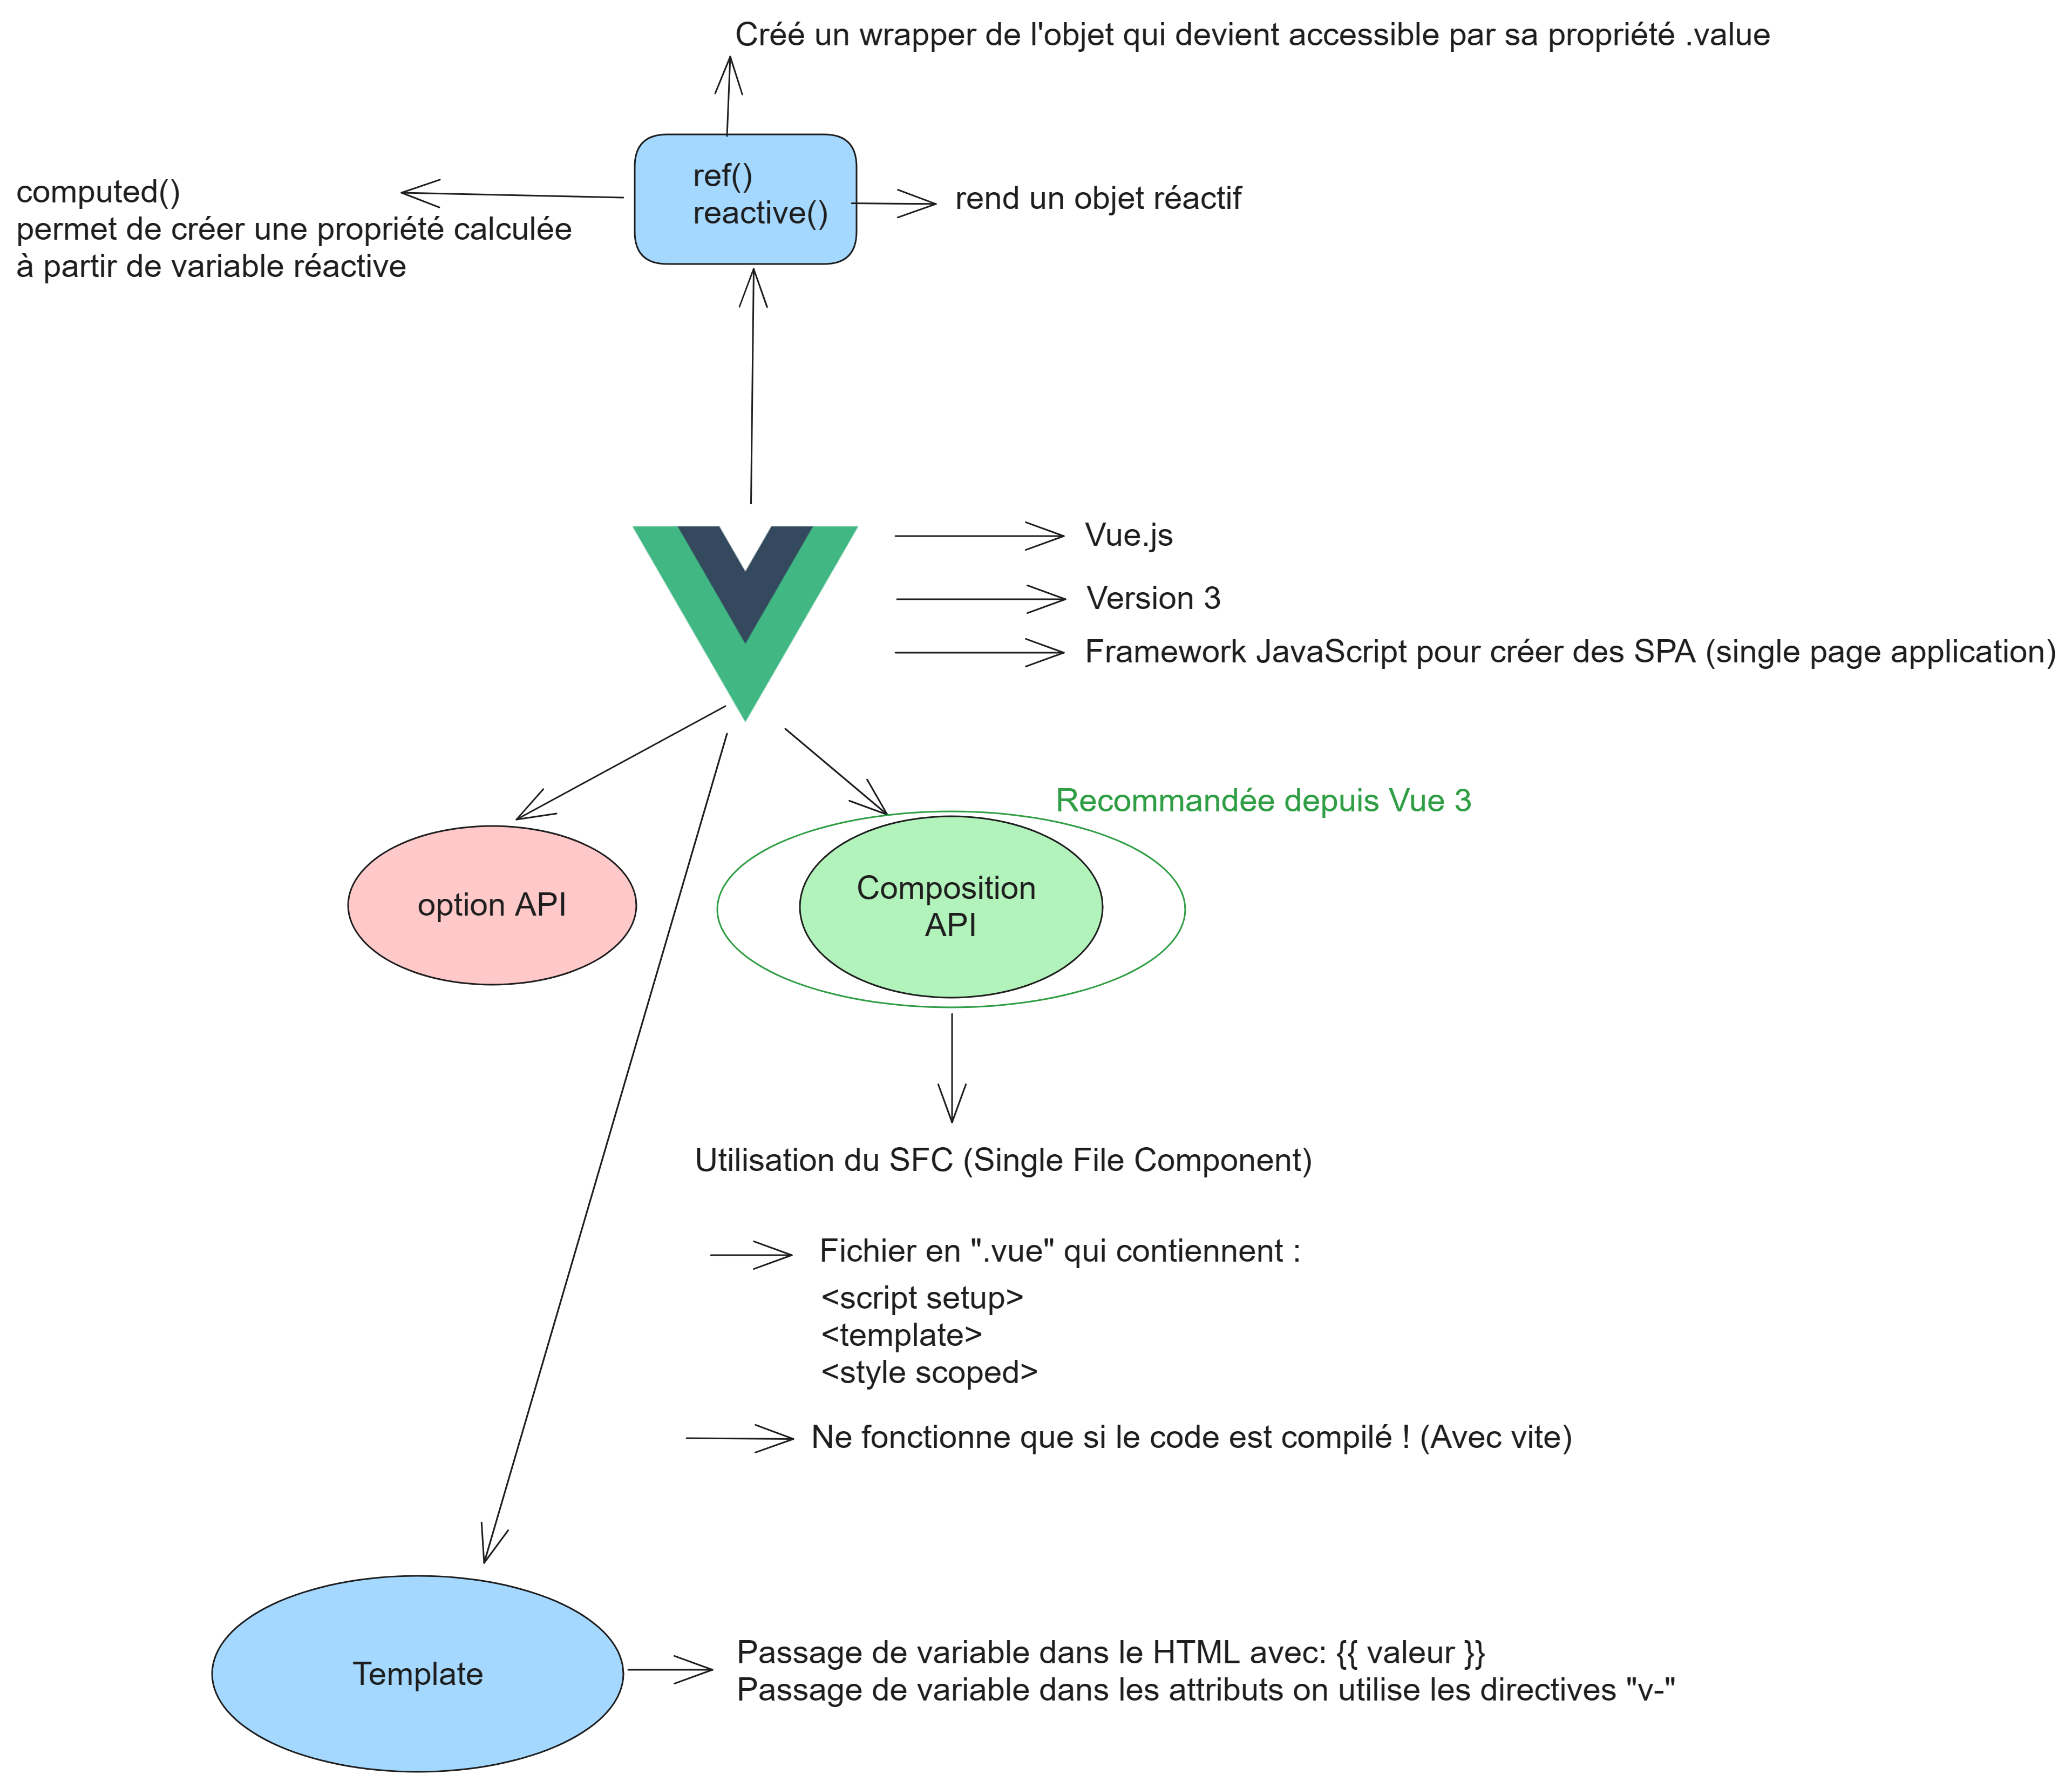 Créé un wrapper de l'objet qui devient accessible par sa propriété .value
ref()
reactive()
rend un objet réactif
computed()
permet de créer une propriété calculée
à partir de variable réactive
Vue.js
Version 3
Framework JavaScript pour créer des SPA (single page application)
Recommandée depuis Vue 3
option API
Composition
API
Utilisation du SFC (Single File Component)
Fichier en ".vue" qui contiennent :
<script setup>
<template>
<style scoped>
Ne fonctionne que si le code est compilé ! (Avec vite)
Template
Passage de variable dans le HTML avec: {{ valeur }}
Passage de variable dans les attributs on utilise les directives "v-"